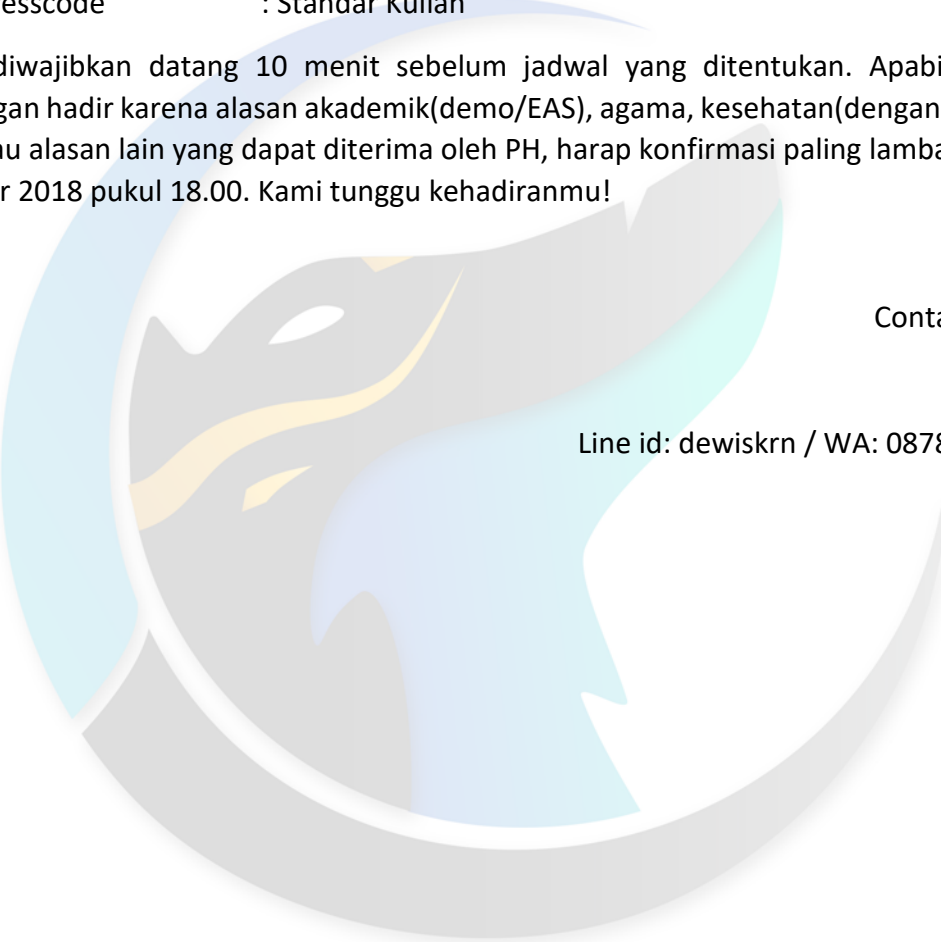 esscode : Standar Kuliah
diwajibkan datang 10 menit sebelum jadwal yang ditentukan. Apabi
gan hadir karena alasan akademik(demo/EAS), agama, kesehatan(dengan
au alasan lain yang dapat diterima oleh PH, harap konfirmasi paling lamba
r 2018 pukul 18.00. Kami tunggu kehadiranmu!
Conta
Line id: dewiskrn / WA: 0878